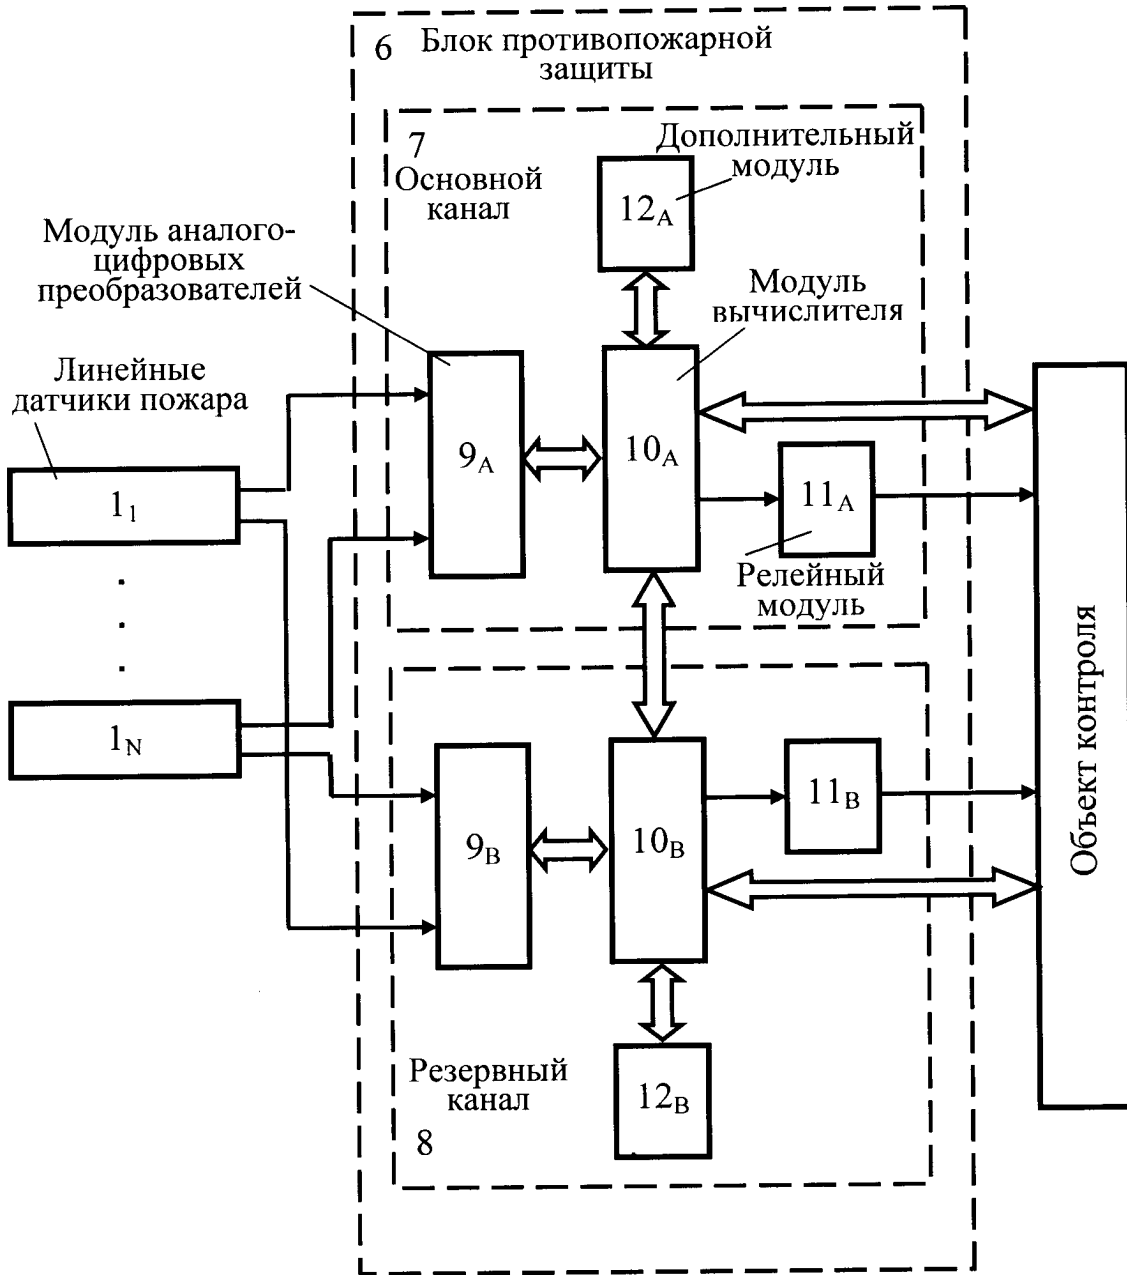 6 Блок противопожарной
защиты
7
Основной
канал
Дополнительный
модуль
12A
Модуль аналого-
цифровых
преобразователей
Модуль
вычислителя
Линейные
датчики пожара
9A
10A
11A
11
Релейный
модуль
.
.
.
1N
Объект контроля
9B
10B
11B
Резервный
канал
12B
8